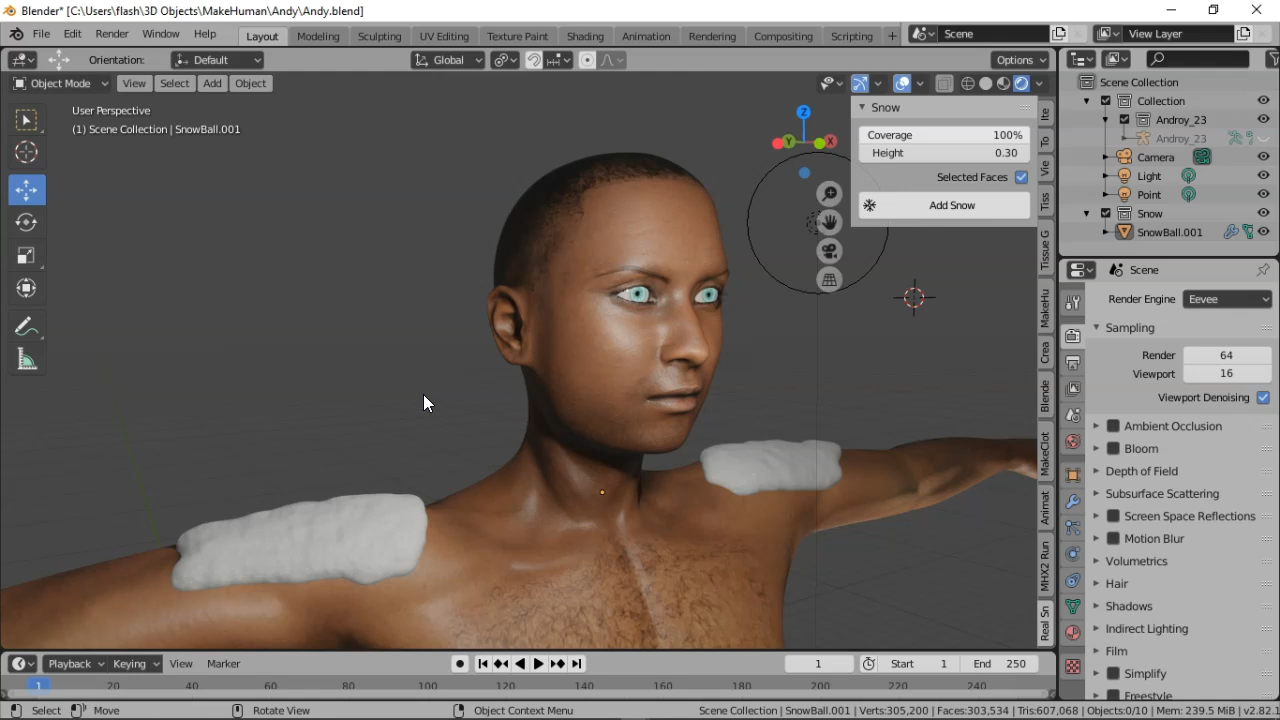 Blender* [C:\Users\flash\3D Objects\MakeHuman\Andy\Andy.blend]
File Edit Render Window Help Layout Modeling Sculpting UV Editing Texture Paint Shading Animation Rendering Compositing Scripting + Scene View Layer
Orientation: Default Global Options
Object Mode View Select Add Object
User Perspective
(1) Scene Collection | SnowBall.001
Z
Y
X
Snow
Coverage 100%
Height 0.30
Selected Faces
Add Snow
Ite
To
Vie
Tiss
Tissue G
MakeHu
Crea
Blende
MakeClot
Animat
MHX2 Run
Real Sn
Scene Collection
Collection
Androy_23
Androy_23
Camera
Light
Point
Snow
SnowBall.001
Scene
Render Engine Eevee
Sampling
Render 64
Viewport 16
Viewport Denoising
Ambient Occlusion
Bloom
Depth of Field
Subsurface Scattering
Screen Space Reflections
Motion Blur
Volumetrics
Hair
Shadows
Indirect Lighting
Film
Simplify
Freestyle
Playback Keying View Marker 1 Start 1 End 250
1 20 40 60 80 100 120 140 160 180 200 220 240
Select Move Rotate View Object Context Menu Scene Collection | SnowBall.001 | Verts:305,200 | Faces:303,534 | Tris:607,068 | Objects:0/10 | Mem: 239.5 MiB | v2.82.1